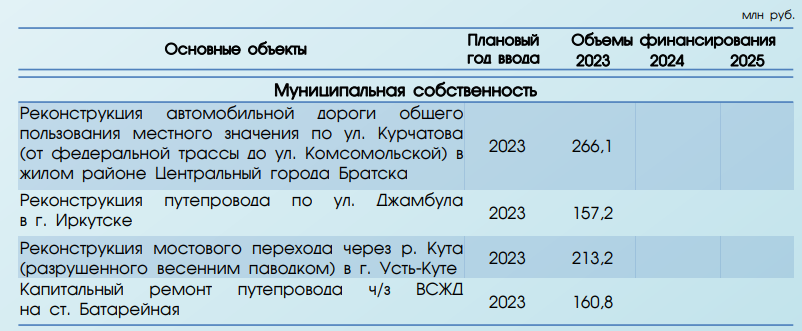 млн руб.
Основные объекты
Плановый год ввода
Объемы финансирования
2023 2024 2025
Муниципальная собственность
Реконструкция автомобильной дороги общего
пользования местного значения по ул. Курчатова
(от федеральной трассы до ул. Комсомольской) в
жилом районе Центральный города Братска
2023 266,1
Реконструкция путепровода по ул. Джамбула
в г. Иркутске
2023 157,2
Реконструкция мостового перехода через р. Кута
(разрушенного весенним паводком) в г. Усть-Куте
2023 213,2
Капитальный ремонт путепровода ч/з ВСЖД
на ст. Батарейная
2023 160,8